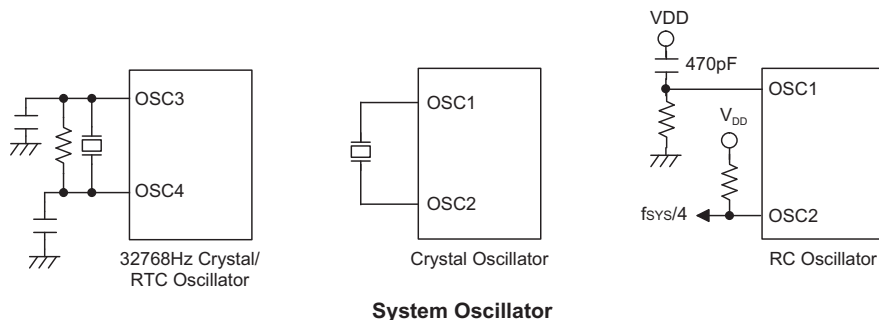 OSC3
OSC4
32768Hz Crystal/
RTC Oscillator
OSC1
OSC2
Crystal Oscillator
VDD
470pF
OSC1
VDD
fSYS/4
OSC2
RC Oscillator
System Oscillator